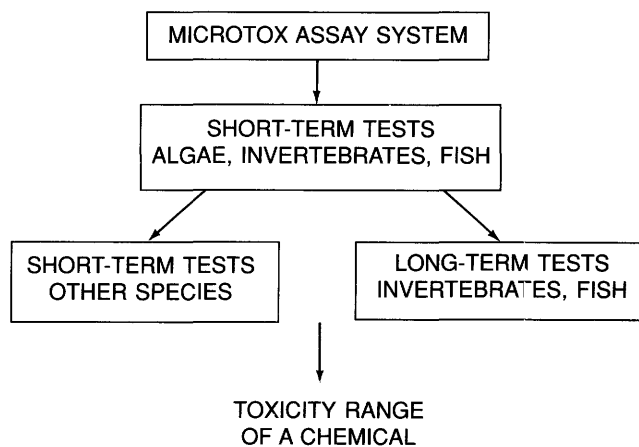 MICROTOX ASSAY SYSTEM
SHORT-TERM TESTS
ALGAE, INVERTEBRATES, FISH
SHORT-TERM TESTS
OTHER SPECIES
LONG-TERM TESTS
INVERTEBRATES, FISH
TOXICITY RANGE
OF A CHEMICAL